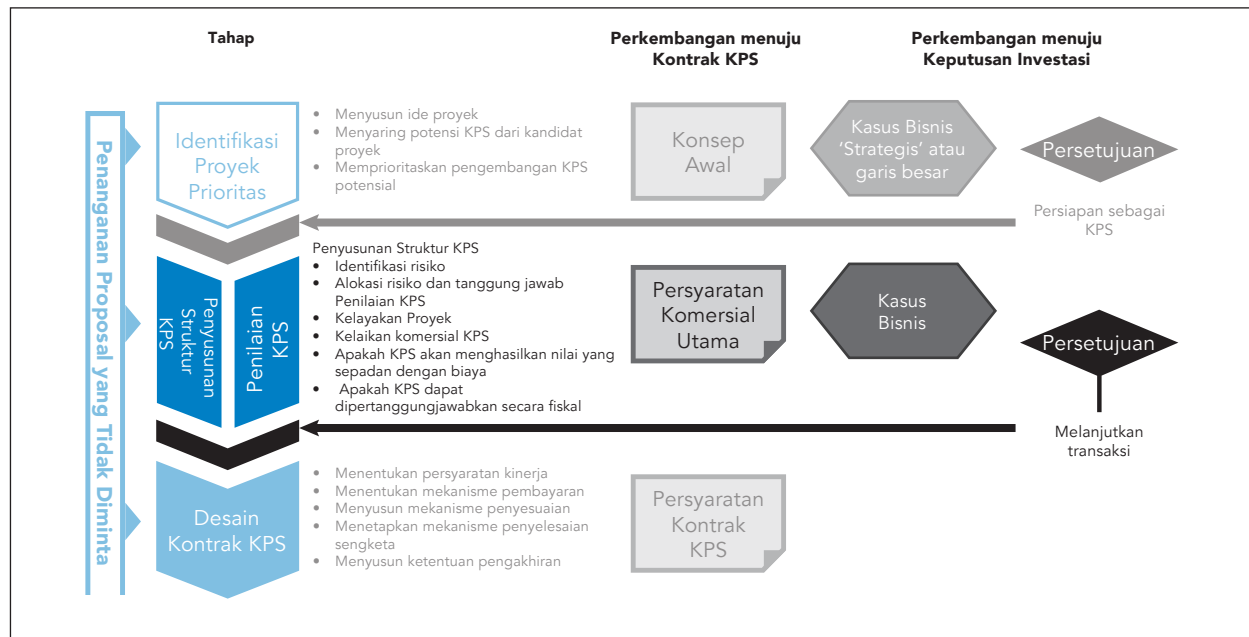 Tahap
Perkembangan menuju
Kontrak KPS
Perkembangan menuju
Keputusan Investasi
Penanganan Proposal yang Tidak Diminta
Identifikasi
Proyek
Prioritas
• Menyusun ide proyek
• Menyaring potensi KPS dari kandidat
proyek
• Memprioritaskan pengembangan KPS
potensial
Konsep
Awal
Kasus Bisnis
‘Strategis’ atau
garis besar
Persetujuan
Persiapan sebagai
KPS
Penyusunan
Struktur
KPS
Penilaian
KPS
Penyusunan Struktur KPS
• Identifikasi risiko
• Alokasi risiko dan tanggung jawab
Penilaian KPS
• Kelayakan Proyek
• Kelaikan komersial KPS
• Apakah KPS akan menghasilkan nilai yang
sepadan dengan biaya
• Apakah KPS dapat
dipertanggungjawabkan secara fiskal
Persyaratan
Komersial
Utama
Kasus
Bisnis
Persetujuan
Melanjutkan
transaksi
Desain
Kontrak KPS
• Menentukan persyaratan kinerja
• Menentukan mekanisme pembayaran
• Menyusun mekanisme penyesuaian
• Menetapkan mekanisme penyelesaian
sengketa
• Menyusun ketentuan pengakhiran
Persyaratan
Kontrak
KPS